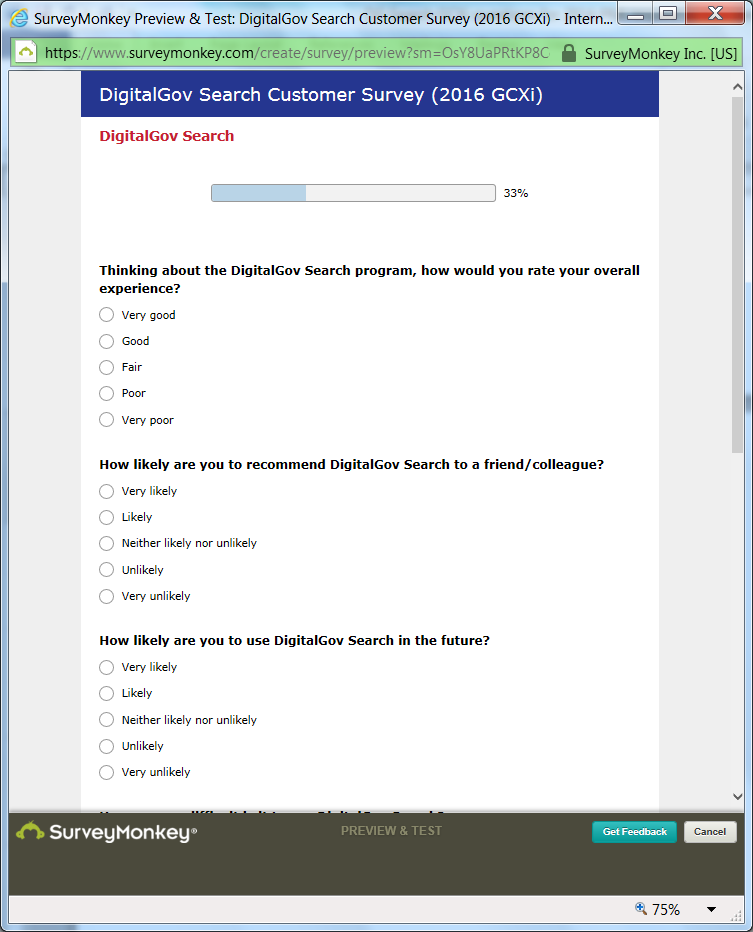 SurveyMonkey Preview & Test: DigitalGov Search Customer Survey (2016 GCXi) - Intern...
https://www.surveymonkey.com/create/survey/preview?sm=OsY8UaPRtKP8C
SurveyMonkey Inc. [US]
DigitalGov Search Customer Survey (2016 GCXi)
DigitalGov Search
33%
Thinking about the DigitalGov Search program, how would you rate your overall
experience?
Very good
Good
Fair
Poor
Very poor
How likely are you to recommend DigitalGov Search to a friend/colleague?
Very likely
Likely
Neither likely nor unlikely
Unlikely
Very unlikely
How likely are you to use DigitalGov Search in the future?
Very likely
Likely
Neither likely nor unlikely
Unlikely
Very unlikely
SurveyMonkey®
PREVIEW & TEST
Get Feedback
Cancel
75%